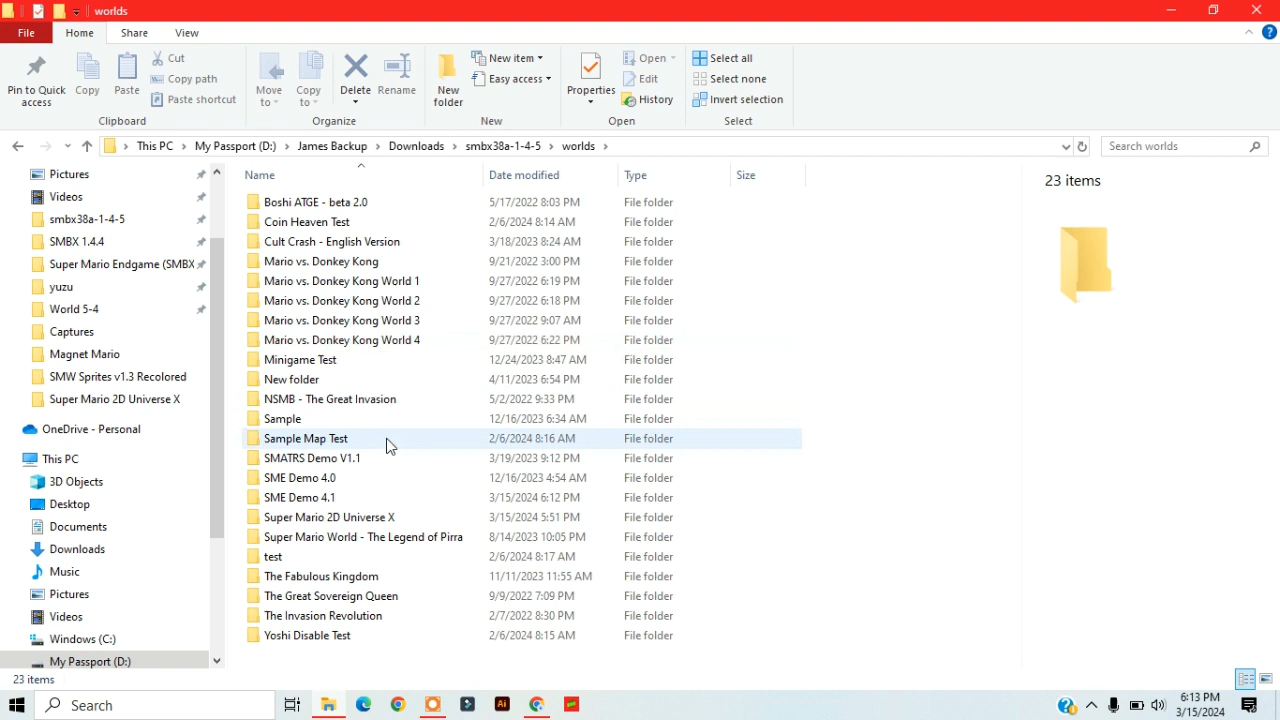 worlds
File Home Share View
Pin to Quick access
Copy
Paste
Cut
Copy path
Paste shortcut
Clipboard
Move to
Copy to
Delete
Rename
Organize
New folder
New item
Easy access
New
Properties
Open
Edit
History
Open
Select all
Select none
Invert selection
Select
This PC > My Passport (D:) > James Backup > Downloads > smbx38a-1-4-5 > worlds >
Search worlds
Pictures
Videos
smbx38a-1-4-5
SMBX 1.4.4
Super Mario Endgame (SMBX
yuzu
World 5-4
Captures
Magnet Mario
SMW Sprites v1.3 Recolored
Super Mario 2D Universe X
OneDrive - Personal
This PC
3D Objects
Desktop
Documents
Downloads
Music
Pictures
Videos
Windows (C:)
My Passport (D:)
Name Date modified Type Size
Boshi ATGE - beta 2.0 5/17/2022 8:03 PM File folder
Coin Heaven Test 2/6/2024 8:14 AM File folder
Cult Crash - English Version 3/18/2023 8:24 AM File folder
Mario vs. Donkey Kong 9/21/2022 3:00 PM File folder
Mario vs. Donkey Kong World 1 9/27/2022 6:19 PM File folder
Mario vs. Donkey Kong World 2 9/27/2022 6:18 PM File folder
Mario vs. Donkey Kong World 3 9/27/2022 9:07 AM File folder
Mario vs. Donkey Kong World 4 9/27/2022 6:22 PM File folder
Minigame Test 12/24/2023 8:47 AM File folder
New folder 4/11/2023 6:54 PM File folder
NSMB - The Great Invasion 5/2/2022 9:33 PM File folder
Sample 12/16/2023 6:34 AM File folder
Sample Map Test 2/6/2024 8:16 AM File folder
SMATRS Demo V1.1 3/19/2023 9:12 PM File folder
SME Demo 4.0 12/16/2023 4:54 AM File folder
SME Demo 4.1 3/15/2024 6:12 PM File folder
Super Mario 2D Universe X 3/15/2024 5:51 PM File folder
Super Mario World - The Legend of Pirra 8/14/2023 10:05 PM File folder
test 2/6/2024 8:17 AM File folder
The Fabulous Kingdom 11/11/2023 11:55 AM File folder
The Great Sovereign Queen 9/9/2022 7:09 PM File folder
The Invasion Revolution 2/7/2022 8:30 PM File folder
Yoshi Disable Test 2/6/2024 8:15 AM File folder
23 items
23 items
Search
Ai
6:13 PM
3/15/2024